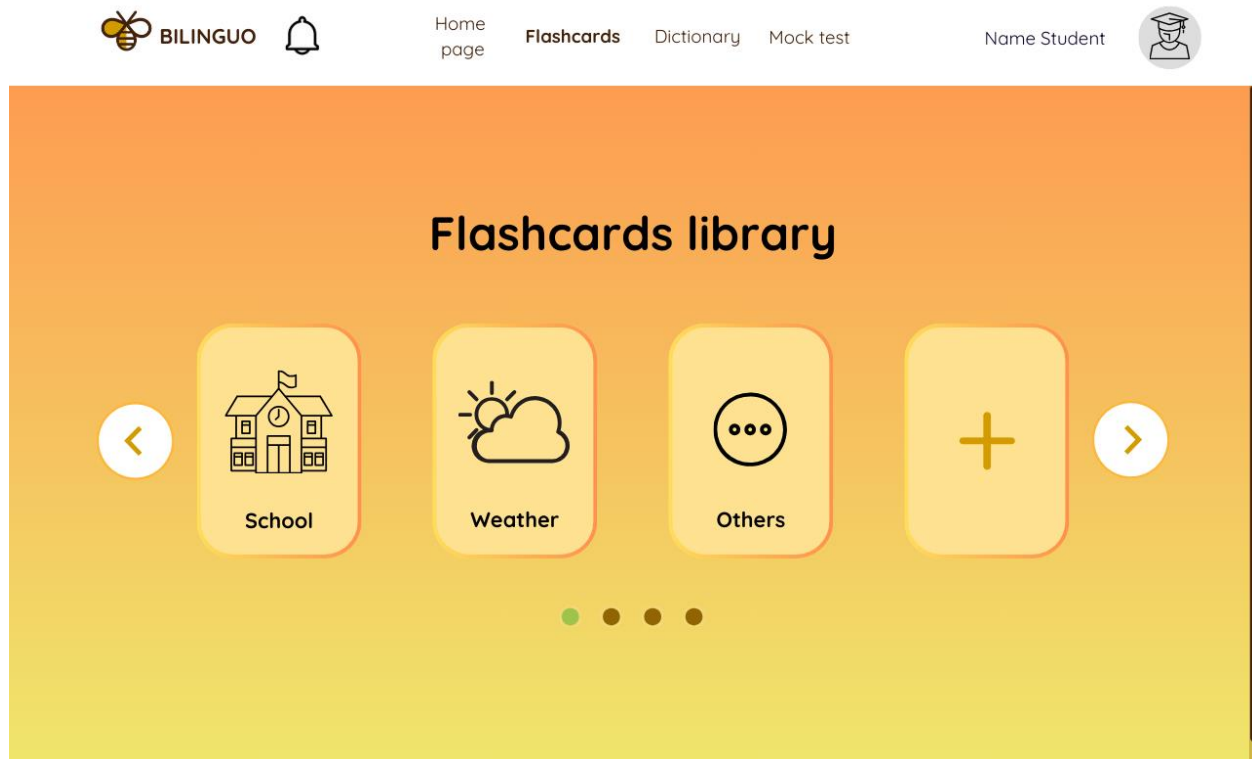 BILINGUO
Home
page
Flashcards
Dictionary
Mock test
Name Student
Flashcards library
School
Weather
Others